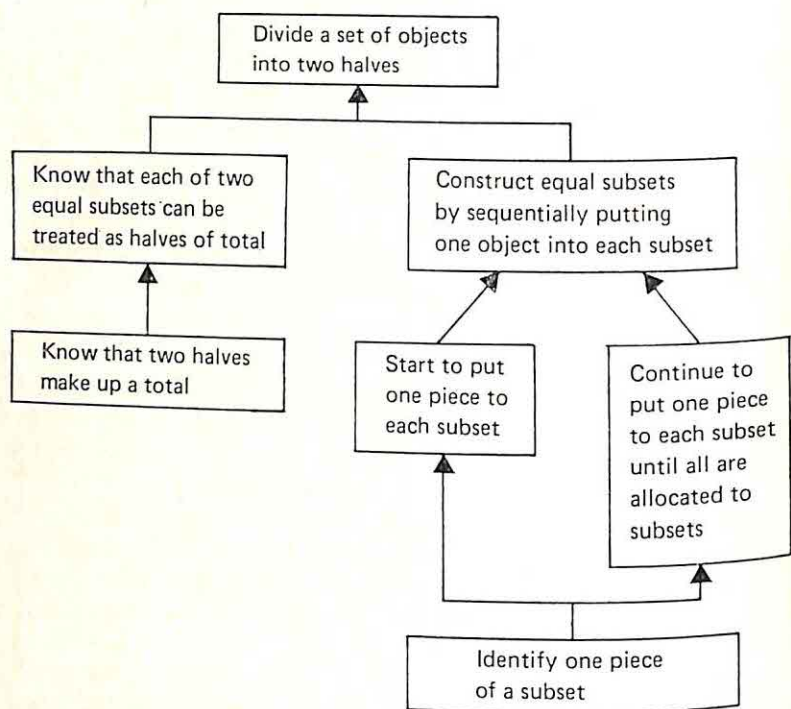 Divide a set of objects
into two halves
Know that each of two
equal subsets can be
treated as halves of total
Construct equal subsets
by sequentially putting
one object into each subset
Know that two halves
make up a total
Start to put
one piece to
each subset
Continue to
put one piece
to each subset
until all are
allocated to
subsets
Identify one piece
of a subset